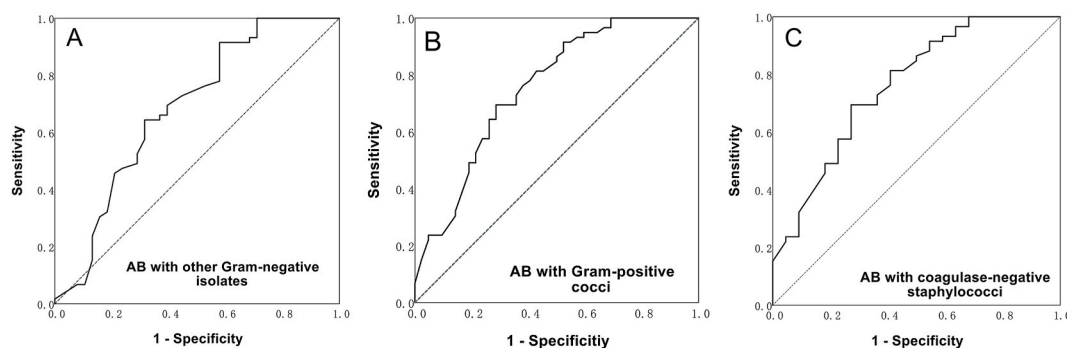 A
Sensitivity
1.0
0.8
0.6
0.4
0.2
0.0
AB with other Gram-negative
isolates
0.0 0.2 0.4 0.6 0.8 1.0
1 - Specificity
B
Sensitivity
1.0
0.8
0.6
0.4
0.2
0.0
AB with Gram-positive
cocci
0.0 0.2 0.4 0.6 0.8 1.0
1 - Specificitiy
C
Sensitivity
1.0
0.8
0.6
0.4
0.2
0.0
AB with coagulase-negative
staphylococci
0.0 0.2 0.4 0.6 0.8 1.0
1 - Specificity